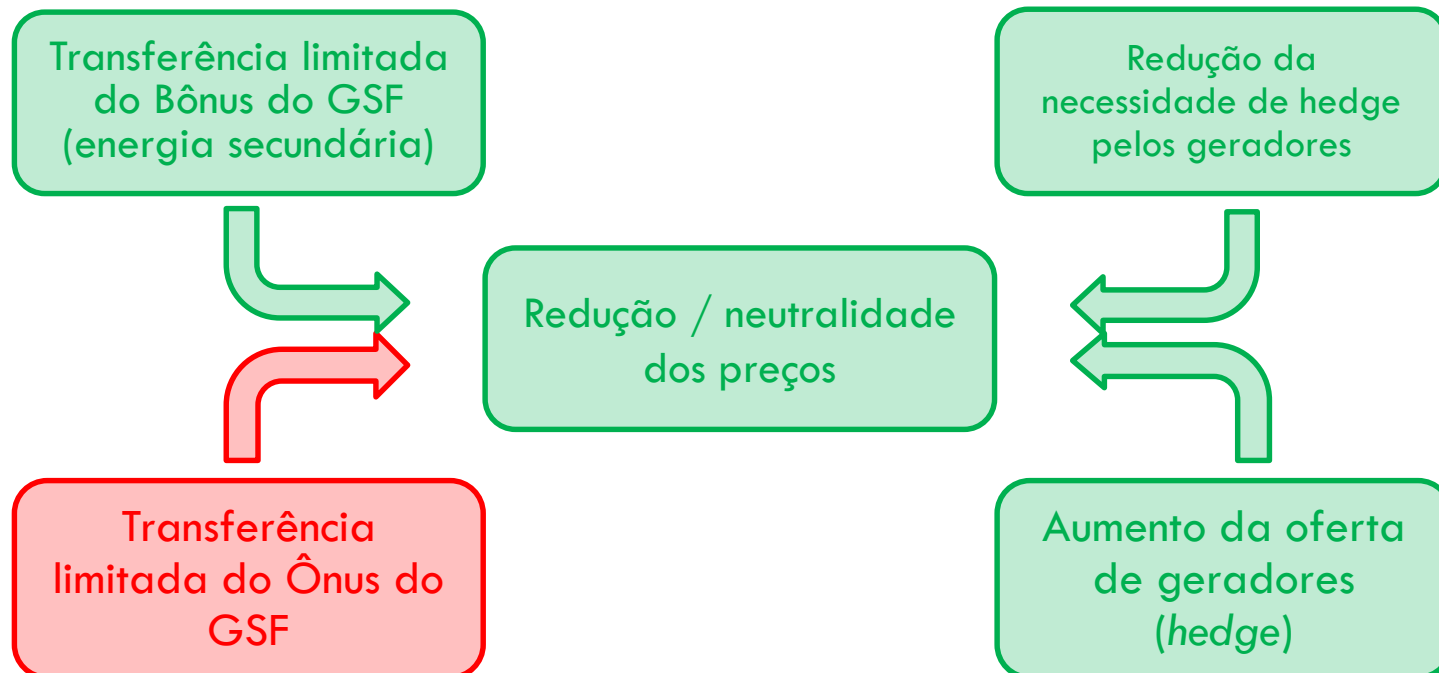 Transferência limitada
do Bônus do GSF
(energia secundária)
Redução da
necessidade de hedge
pelos geradores
Redução / neutralidade
dos preços
Transferência
limitada do Ônus do
GSF
Aumento da oferta
de geradores
(hedge)